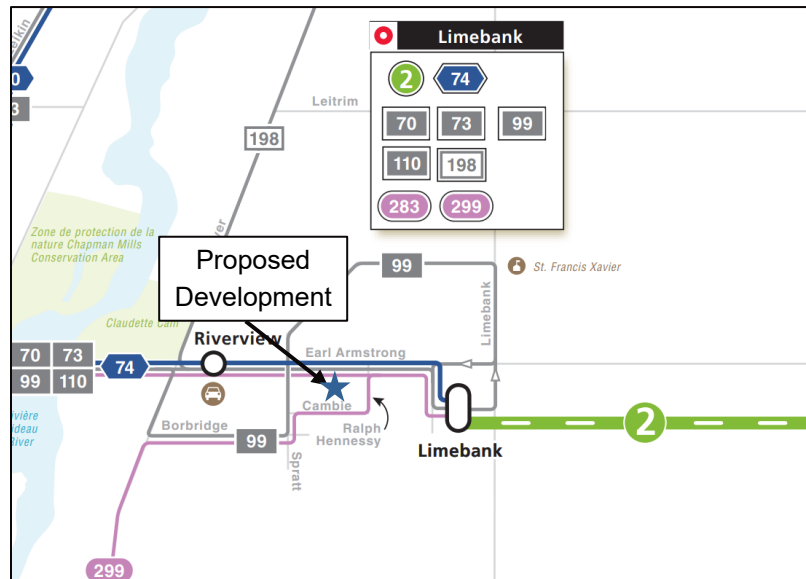 Limebank
2
74
70
73
99
110
198
283
299
Leitrim
198
Zone de protection de la
nature Chapman Mills
Conservation Area
Proposed
Development
99
St. Francis Xavier
Limebank
Claudette Cain
Riverview
Earl Armstrong
70 73
99 110
74
Cambie
Borbridge
Ralph
Hennessy
99
Limebank
2
Spratt
River
299